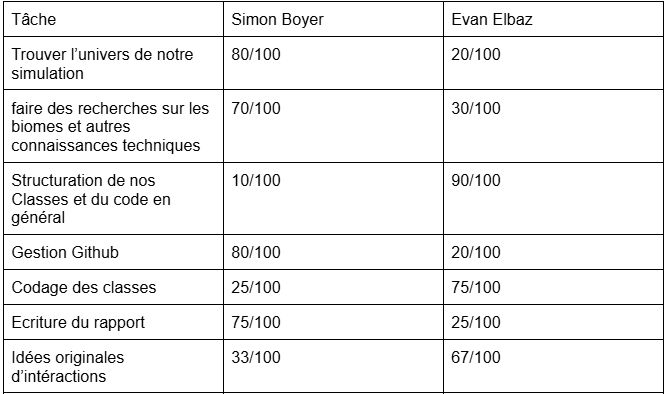 Tâche Simon Boyer Evan Elbaz
Trouver l'univers de notre 80/100 20/100
simulation
faire des recherches sur les 70/100 30/100
biomes et autres
connaissances techniques
Structuration de nos 10/100 90/100
Classes et du code en
général
Gestion Github 80/100 20/100
Codage des classes 25/100 75/100
Ecriture du rapport 75/100 25/100
Idées originales 33/100 67/100
d'intéractions